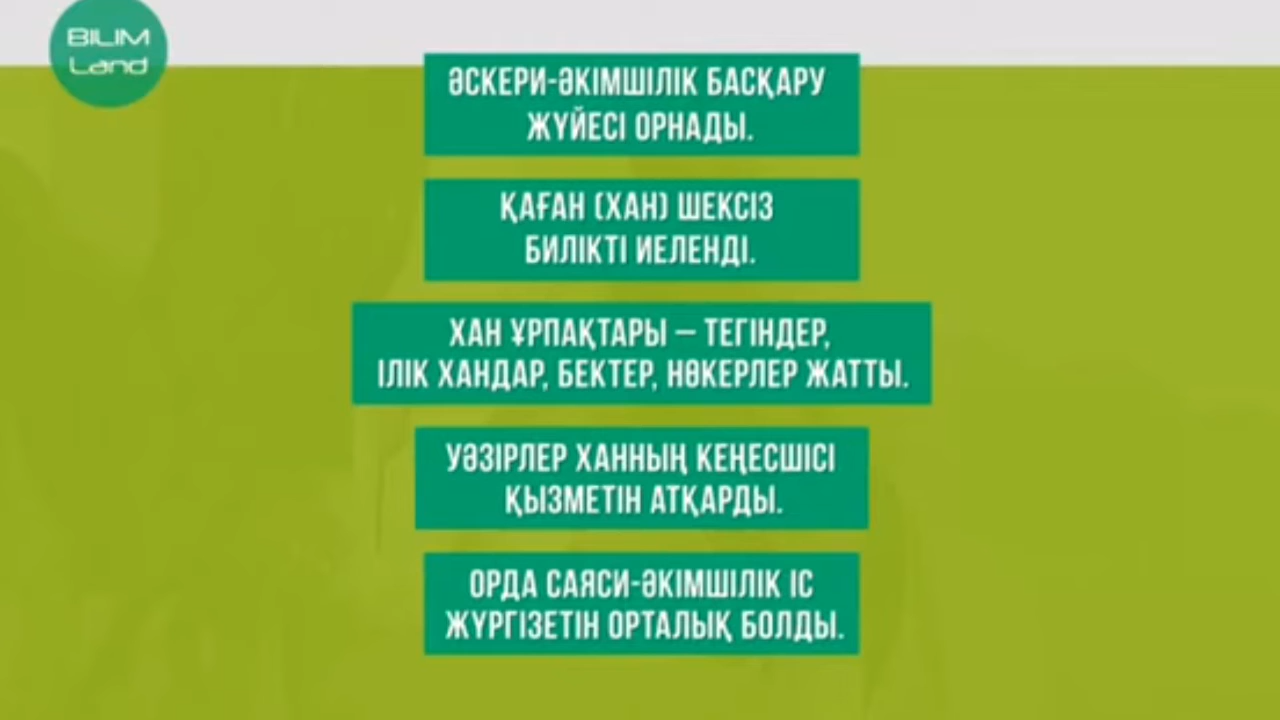 BILIM
Land
ӘСКЕРИ-ӘКІМШІЛІК БАСҚАРУ
ЖҮЙЕСІ ОРНАДЫ.
ҚАҒАН (ХАН) ШЕКСІЗ
БИЛІКТІ ИЕЛЕНДІ.
ХАН ҰРПАҚТАРЫ – ТЕГІНДЕР,
ІЛІК ХАНДАР, БЕКТЕР, НӨКЕРЛЕР ЖАТТЫ.
УӘЗІРЛЕР ХАННЫҢ КЕҢЕСШІСІ
ҚЫЗМЕТІН АТҚАРДЫ.
ОРДА САЯСИ-ӘКІМШІЛІК ІС
ЖҮРГІЗЕТІН ОРТАЛЫҚ БОЛДЫ.